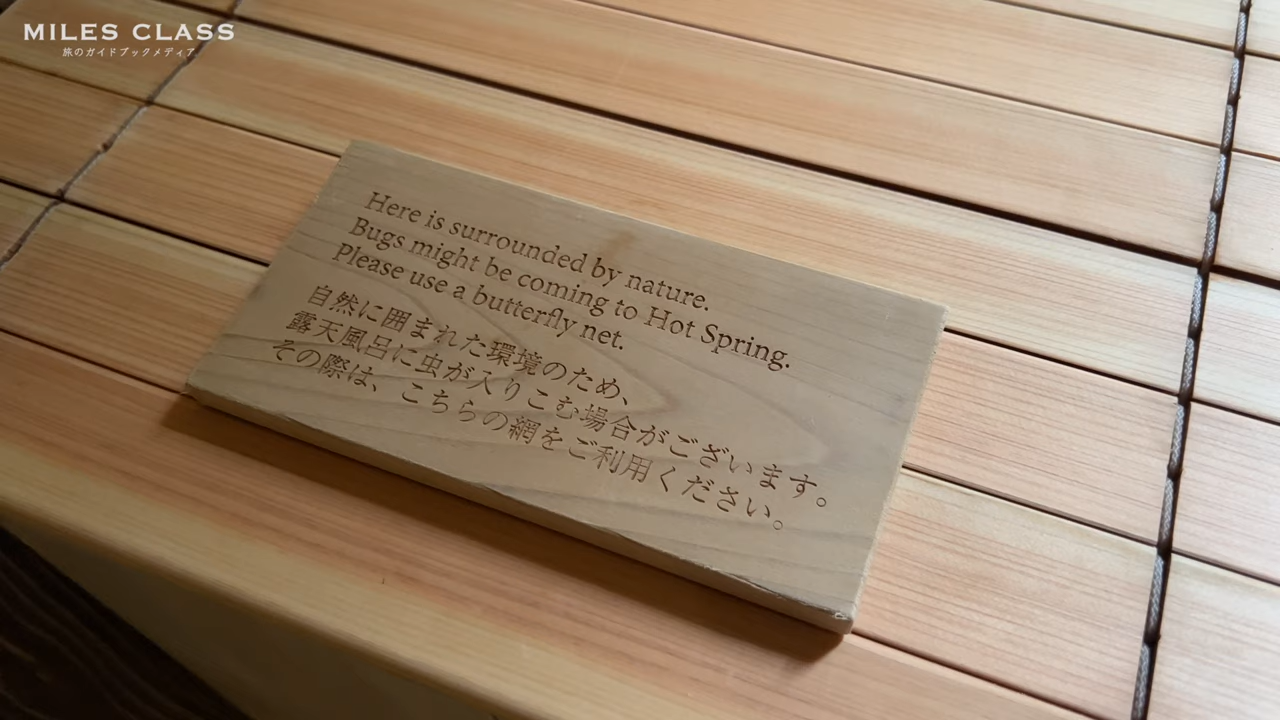 MILES CLASS
旅のガイドブックメディア
Here is surrounded by nature.
Bugs might be coming to Hot Spring.
Please use a butterfly net.
自然に囲まれた環境のため、
露天風呂に虫が入りこむ場合がございます。
その際は、こちらの網をご利用ください。